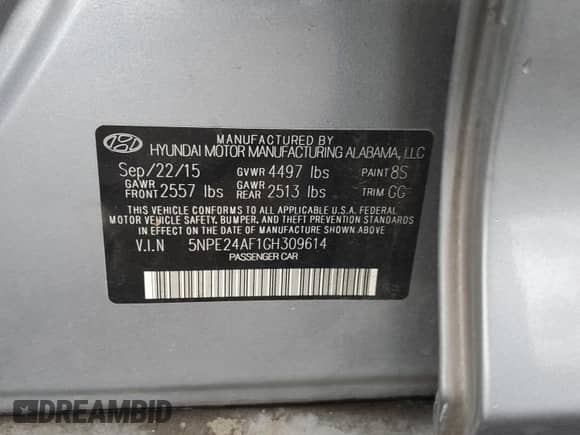 MANUFACTURED BY
HYUNDAI MOTOR MANUFACTURING ALABAMA, LLC
Sep/22/15 GVWR 4497 lbs PAINT 8S
GAWR FRONT 2557 lbs GAWR REAR 2513 lbs TRIM GG
THIS VEHICLE CONFORMS TO ALL APPLICABLE U.S.A. FEDERAL
MOTOR VEHICLE SAFETY, BUMPER, AND THEFT PREVENTION STANDARDS
IN EFFECT ON THE DATE OF MANUFACTURE SHOWN ABOVE.
V.I.N 5NPE24AF1GH309614
PASSENGER CAR
DREAMBID